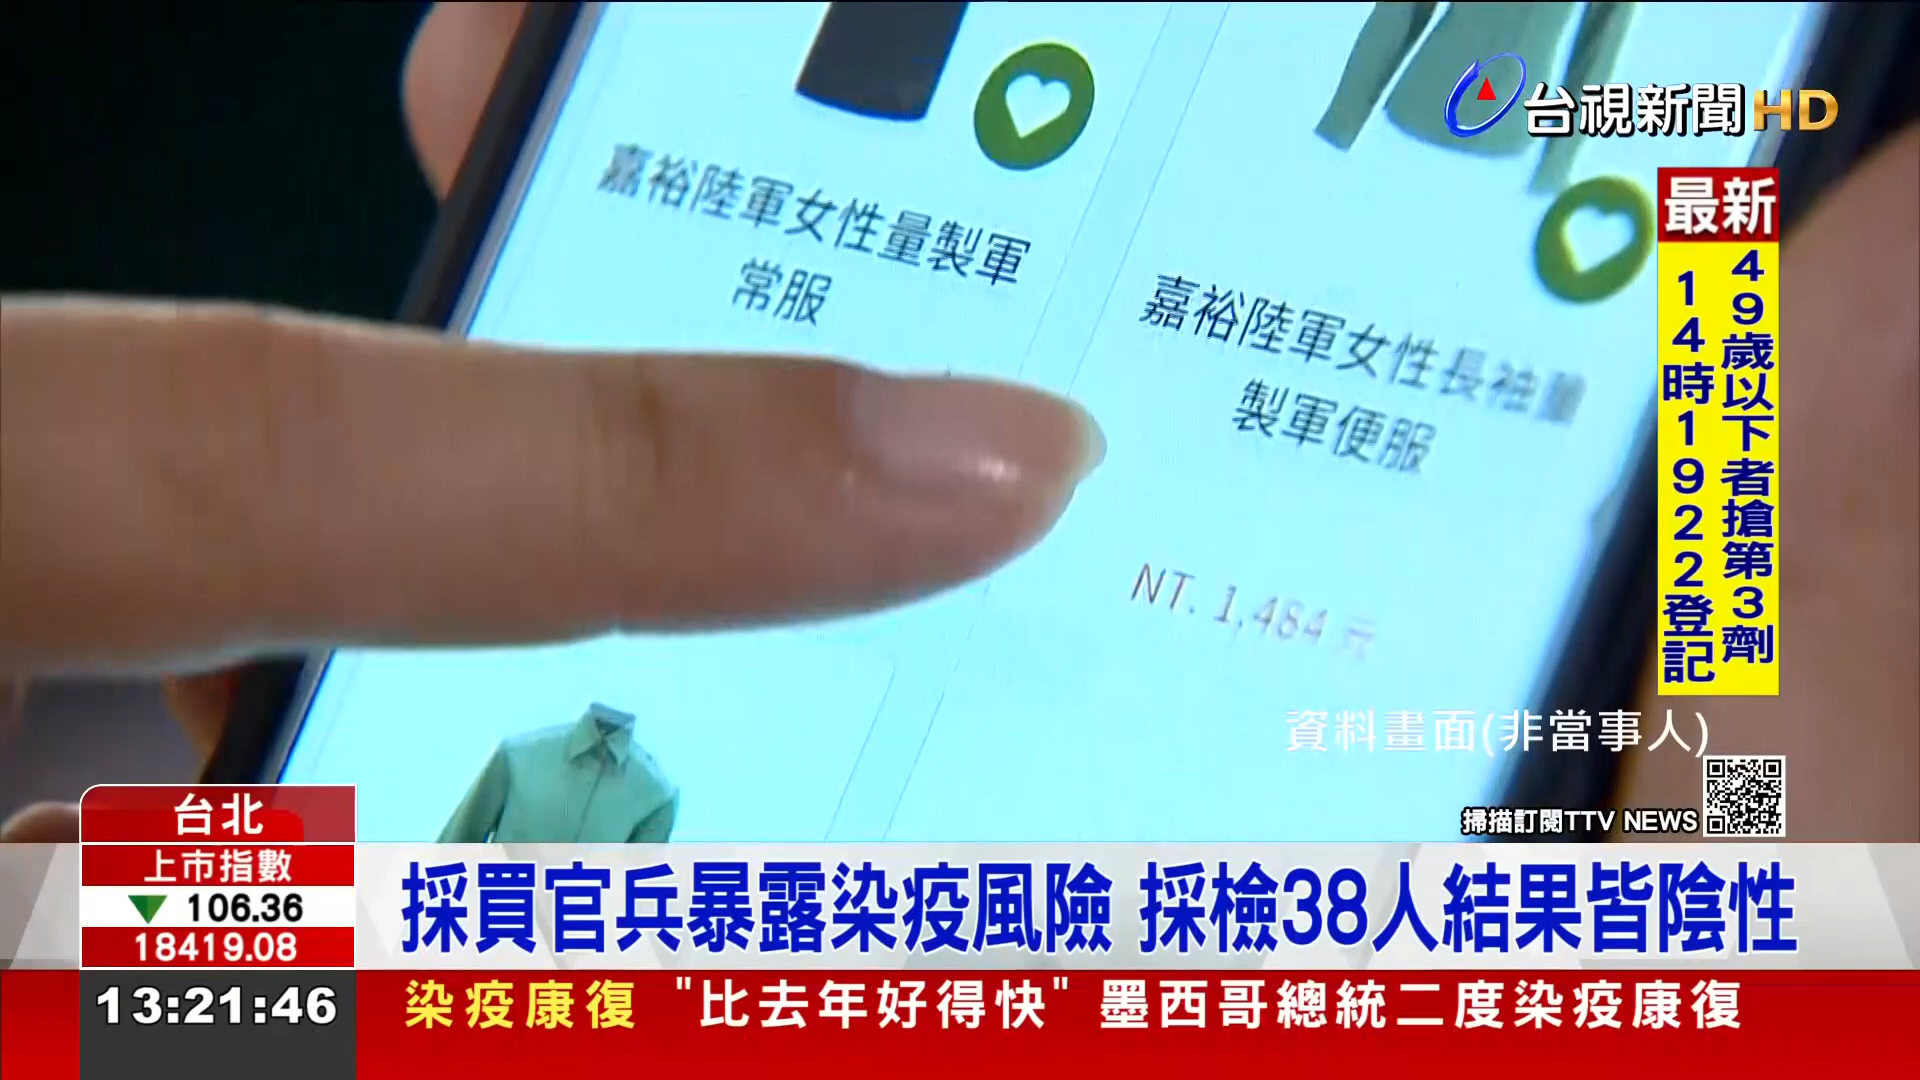 台視新聞HD
最新
49歲以下者搶第3劑
14時1922登記
嘉裕陸軍女性量製軍
常服
嘉裕陸軍女性長袖量
製軍便服
NT. 1,484 元
資料畫面(非當事人)
掃描訂閱TTV NEWS
台北
上市指數
▼ 106.36
18419.08
13:21:46
採買官兵暴露染疫風險 採檢38人結果皆陰性
染疫康復 "比去年好得快" 墨西哥總統二度染疫康復